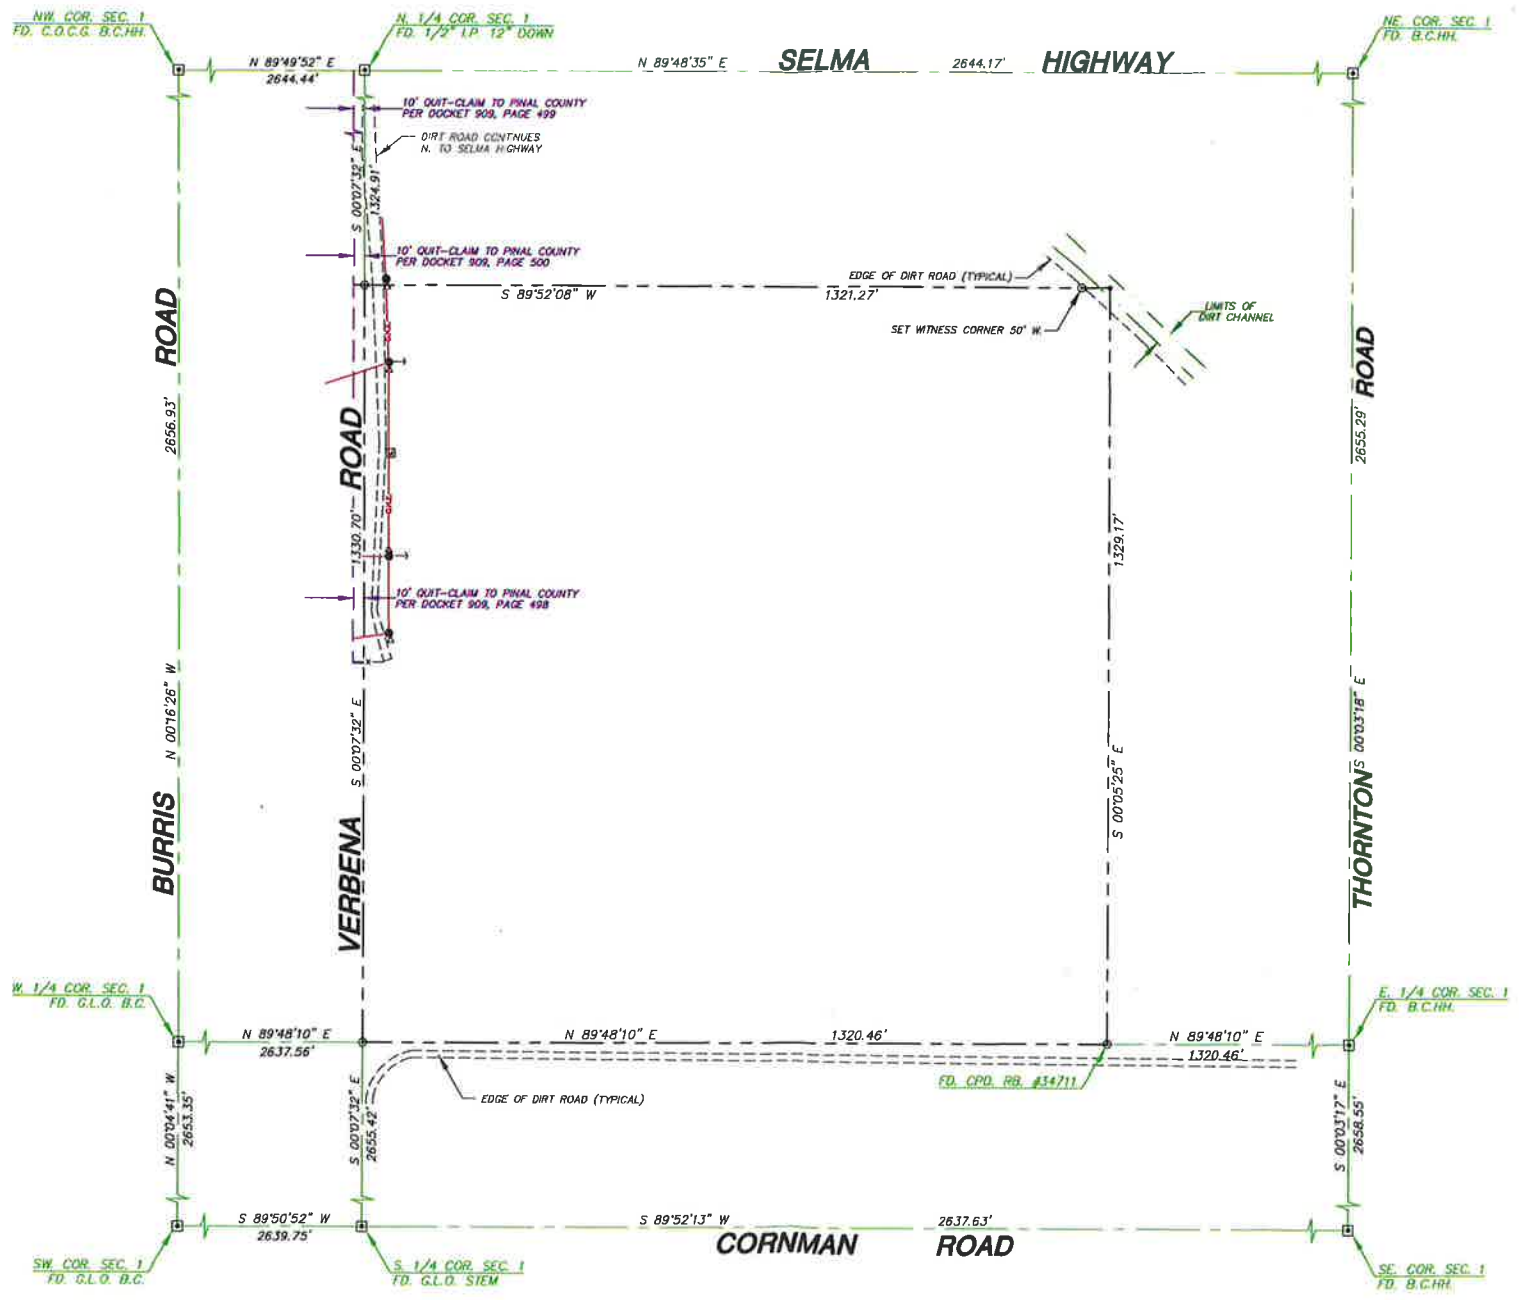 NW. COR. SEC. 1
FD. C.O.C.G. B.C.HH.
N. 1/4 COR. SEC. 1
FD. 1/2" I.P. 12" DOWN
NE. COR. SEC. 1
FD. B.C.HH.
N 89°49'52" E
2644.44'
N 89°48'35" E
SELMA
2644.17'
HIGHWAY
10' QUIT-CLAIM TO PINAL COUNTY
PER DOCKET 909, PAGE 499
DIRT ROAD CONTNUES
N. TO SELMA HIGHWAY
S 00°07'32" E
1324.91'
10' QUIT-CLAIM TO PINAL COUNTY
PER DOCKET 909, PAGE 500
S 89°52'08" W
1321.27'
EDGE OF DIRT ROAD (TYPICAL)
SET WITNESS CORNER 50' W.
LIMITS OF
DIRT CHANNEL
BURRIS ROAD
2656.93'
N 00°16'26" W
VERBENA ROAD
1330.70'
S 00°07'32" E
10' QUIT-CLAIM TO PINAL COUNTY
PER DOCKET 909, PAGE 498
1329.17'
S 00°05'25" E
THORNTON ROAD
2655.29'
S 00°03'18" E
W. 1/4 COR. SEC. 1
FD. G.L.O. B.C.
E. 1/4 COR. SEC. 1
FD. B.C.HH.
N 89°48'10" E
2637.56'
N 89°48'10" E
1320.46'
N 89°48'10" E
1320.46'
FD. CPD. RB. #34711
EDGE OF DIRT ROAD (TYPICAL)
N 00°04'41" W
2653.35'
S 00°07'32" E
2655.42'
S 00°03'17" E
2658.55'
S 89°50'52" W
2639.75'
S 89°52'13" W
2637.63'
CORNMAN ROAD
SW. COR. SEC. 1
FD. G.L.O. B.C.
S. 1/4 COR. SEC. 1
FD. G.L.O. STEM
SE. COR. SEC. 1
FD. B.C.HH.